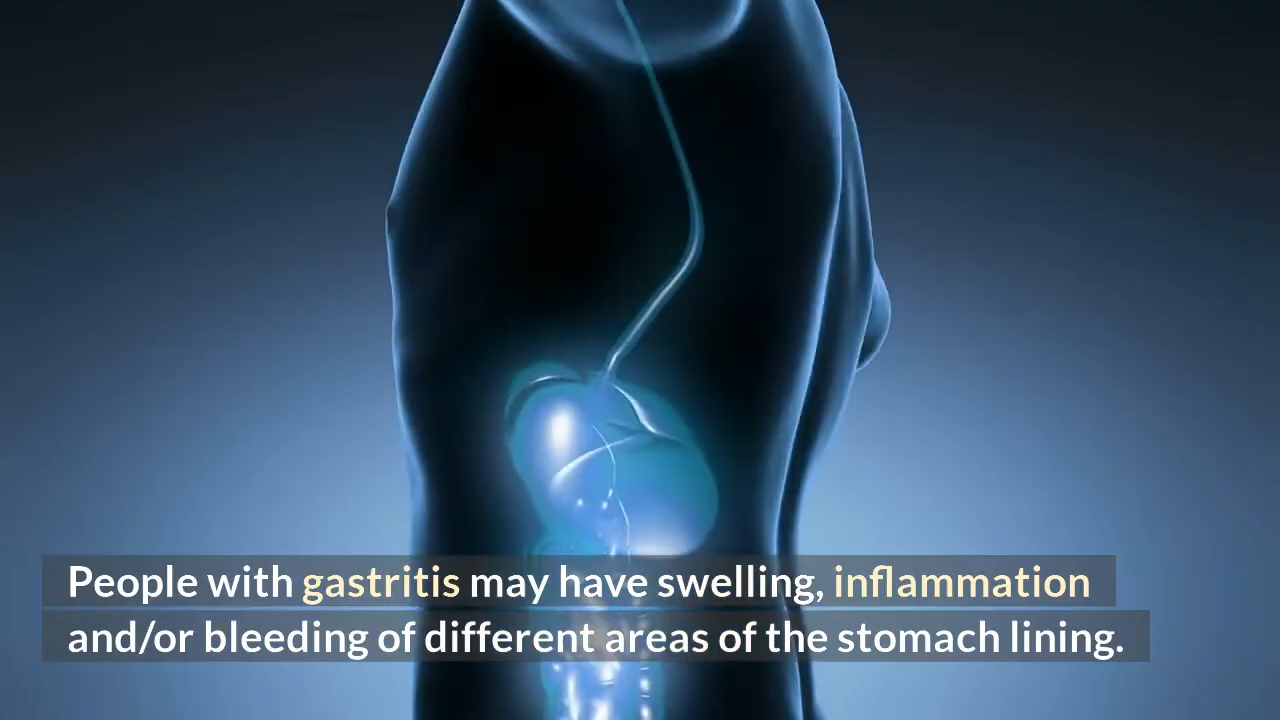 People with gastritis may have swelling, inflammation
and/or bleeding of different areas of the stomach lining.